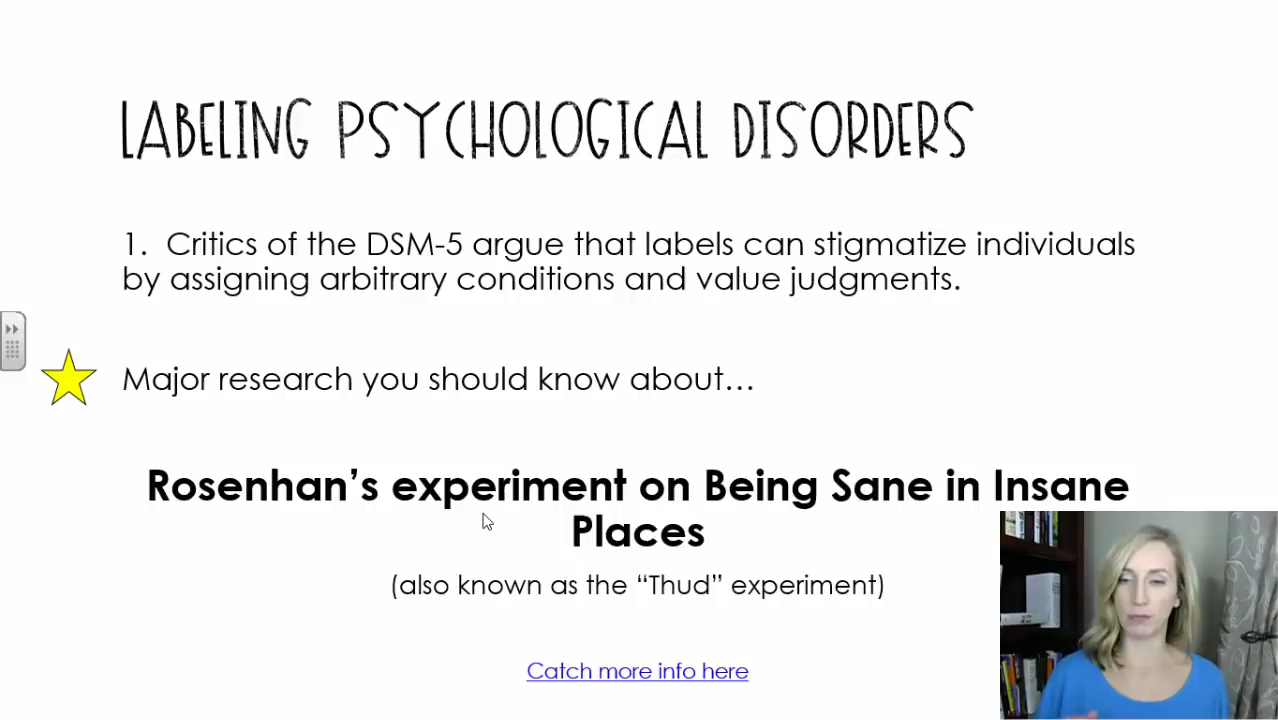 LABELING PSYCHOLOGICAL DISORDERS
1. Critics of the DSM-5 argue that labels can stigmatize individuals
by assigning arbitrary conditions and value judgments.
Major research you should know about…
Rosenhan’s experiment on Being Sane in Insane
Places
(also known as the “Thud” experiment)
Catch more info here